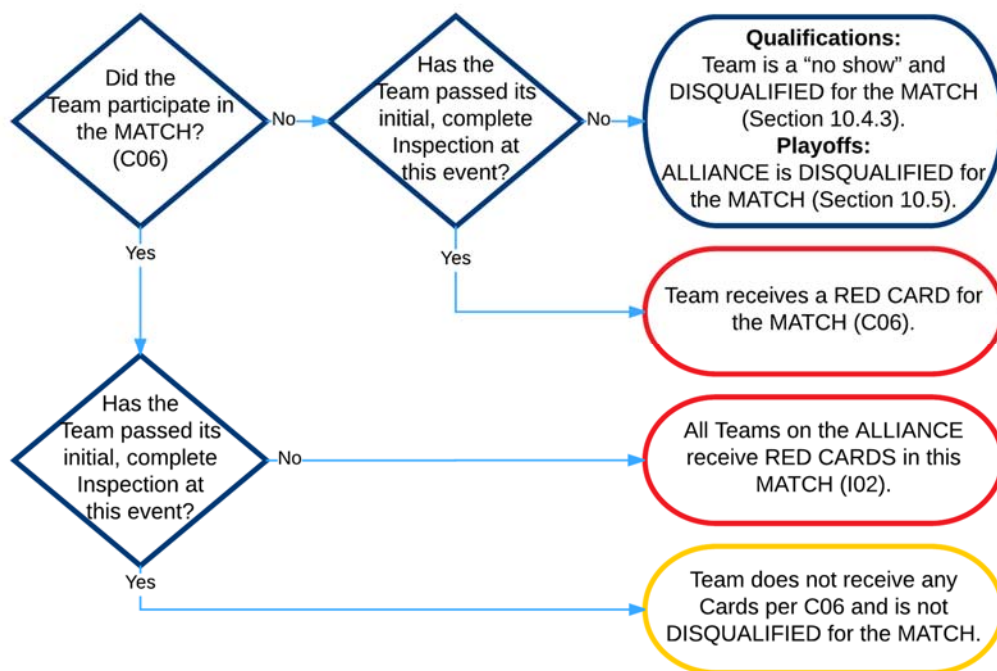 Did the
Team participate in
the MATCH?
(C06)
No
Has the
Team passed its
initial, complete
Inspection at
this event?
No
Qualifications:
Team is a “no show” and
DISQUALIFIED for the MATCH
(Section 10.4.3).
Playoffs:
ALLIANCE is DISQUALIFIED for
the MATCH (Section 10.5).
Yes
Yes
Team receives a RED CARD for
the MATCH (C06).
Has the
Team passed its
initial, complete
Inspection at
this event?
No
All Teams on the ALLIANCE
receive RED CARDS in this
MATCH (I02).
Yes
Team does not receive any
Cards per C06 and is not
DISQUALIFIED for the MATCH.